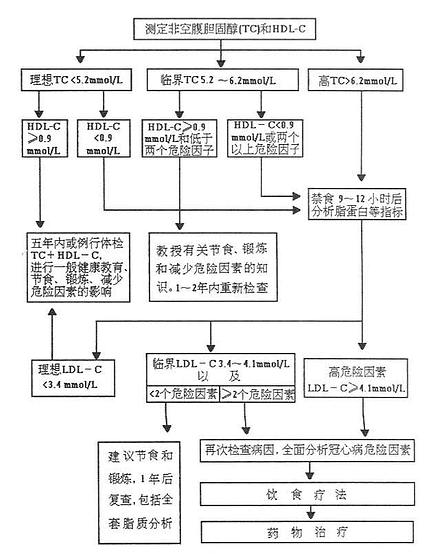 测定非空腹胆固醇(TC)和HDL-C
理想TC<5.2mmol/L
临界TC5.2～6.2mmol/L
高TC>6.2mmol/L
HDL-C
≥0.9
mmol/L
HDL-C
<0.9
mmol/L
HDL-C≥0.9
mmol/L和低于
两个危险因子
HDL-C<0.9
mmol/L或两个
以上危险因子
禁食9～12小时后
分析脂蛋白等指标
五年内或例行体检
TC＋HDL-C,
进行一般健康教育、
节食、锻炼、减少
危险因素的影响
教授有关节食、锻炼
和减少危险因素的知
识。1～2年内重新检查
理想LDL-C
<3.4 mmol/L
临界LDL-C3.4～4.1mmol/L
以 及
<2个危险因素
≥2个危险因素
高危险因素
LDL-C≥4.1mmol/L
建议节食和
锻炼，1年后
复查，包括全
套脂质分析
再次检查病因，全面分析冠心病危险因素
饮食疗法
药物治疗